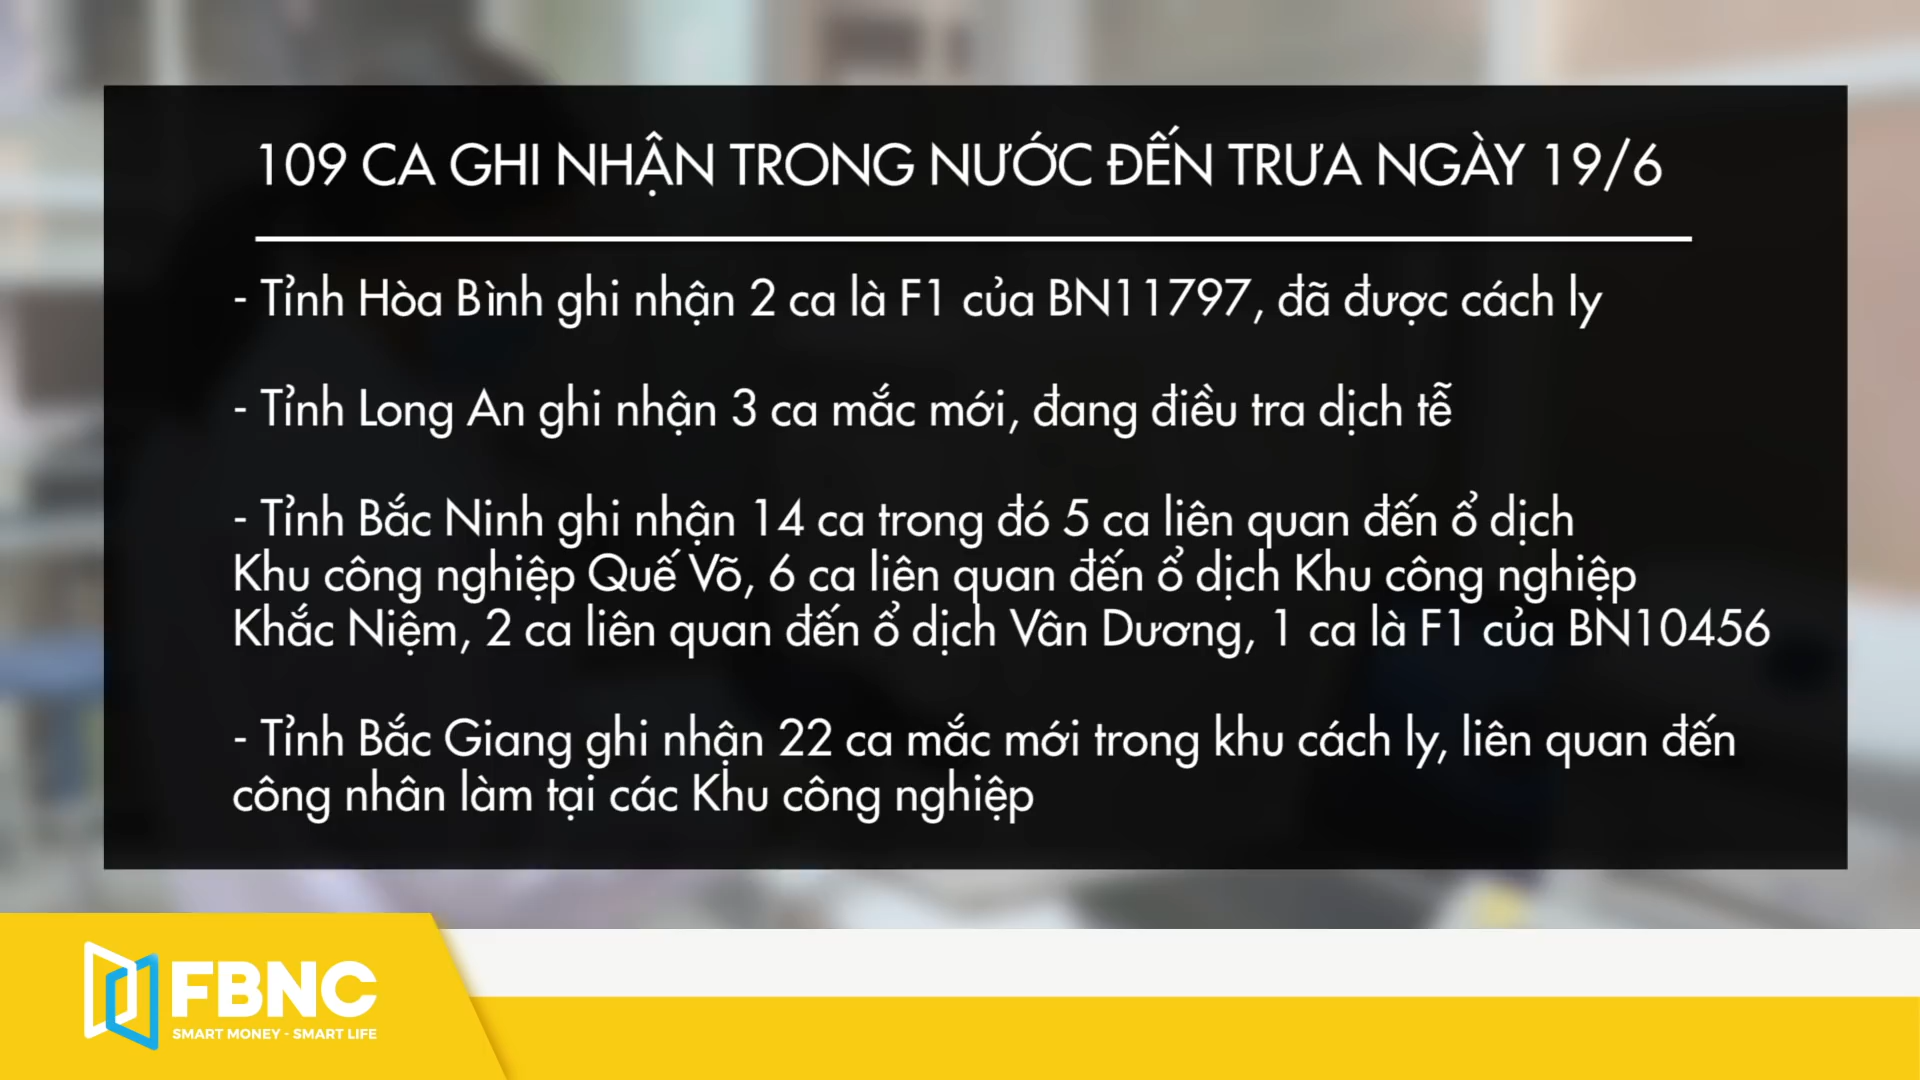 109 CA GHI NHẬN TRONG NƯỚC ĐẾN TRƯA NGÀY 19/6
- Tỉnh Hòa Bình ghi nhận 2 ca là F1 của BN11797, đã được cách ly
- Tỉnh Long An ghi nhận 3 ca mắc mới, đang điều tra dịch tễ
- Tỉnh Bắc Ninh ghi nhận 14 ca trong đó 5 ca liên quan đến ổ dịch
Khu công nghiệp Quế Võ, 6 ca liên quan đến ổ dịch Khu công nghiệp
Khắc Niệm, 2 ca liên quan đến ổ dịch Vân Dương, 1 ca là F1 của BN10456
- Tỉnh Bắc Giang ghi nhận 22 ca mắc mới trong khu cách ly, liên quan đến
công nhân làm tại các Khu công nghiệp
FBNC
SMART MONEY - SMART LIFE